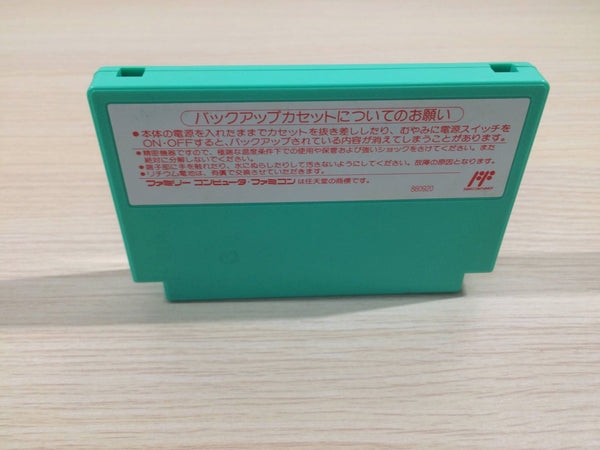 バックアップカセットについてのお願い
●本体の電源を入れたままでカセットを抜き差ししたり、むやみに電源スイッチを
ON・OFFすると、バックアップされている内容が消えてしまうことがあります。
●精密機器ですので、極端な温度条件下での使用や保管および強いショックをさけてください。また
絶対に分解しないでください。
●端子部に手を触れたり、水にぬらしたりして汚さないようにしてください。故障の原因となります。
●リチウム電池は、有償で交換させていただきます。
ファミリーコンピュータ・ファミコンは任天堂の商標です。
880920